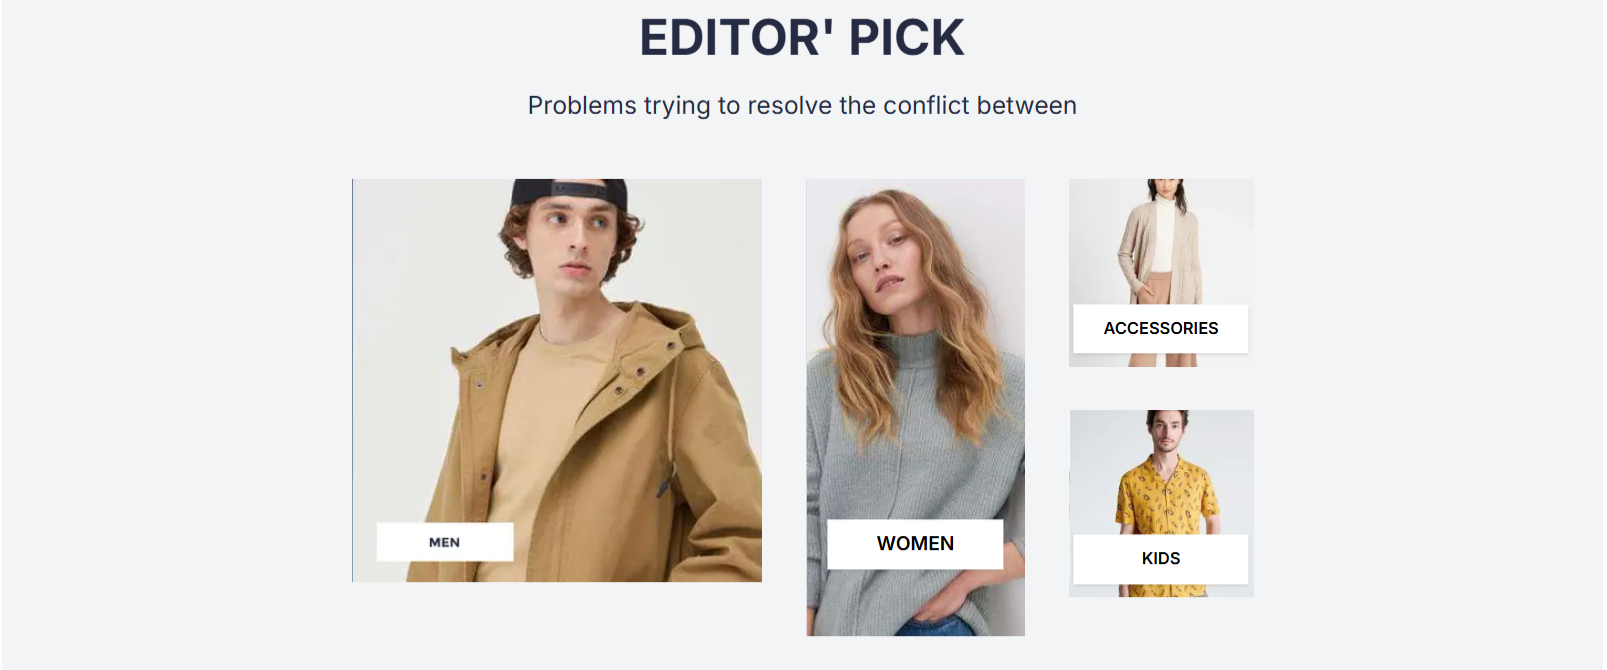 EDITOR' PICK
Problems trying to resolve the conflict between
MEN
WOMEN
ACCESSORIES
KIDS